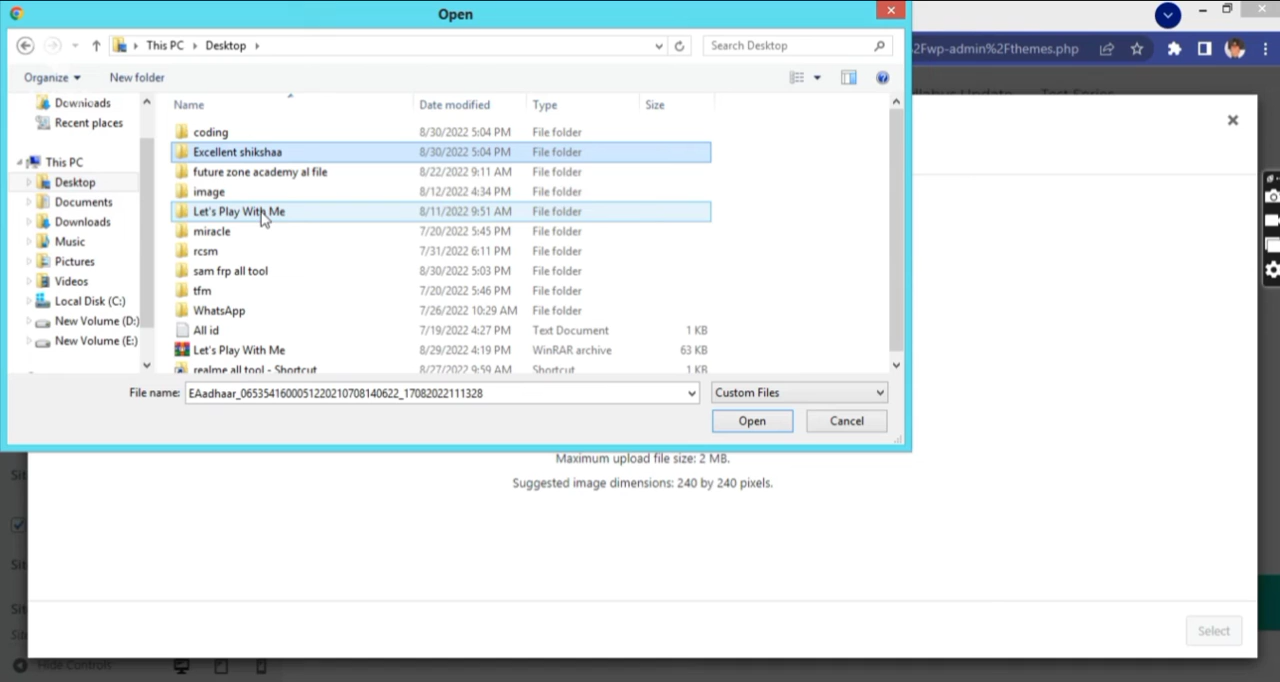 Open
This PC
Desktop
Search Desktop
%2Fwp-admin%2Fthemes.php
Organize
New folder
Downloads
Recent places
This PC
Desktop
Documents
Downloads
Music
Pictures
Videos
Local Disk (C:)
New Volume (D:)
New Volume (E:)
Name Date modified Type Size
coding 8/30/2022 5:04 PM File folder
Excellent shikshaa 8/30/2022 5:04 PM File folder
future zone academy al file 8/22/2022 9:11 AM File folder
image 8/12/2022 4:34 PM File folder
Let's Play With Me 8/11/2022 9:51 AM File folder
miracle 7/20/2022 5:45 PM File folder
rcsm 7/31/2022 6:11 PM File folder
sam frp all tool 8/30/2022 5:03 PM File folder
tfm 7/20/2022 5:46 PM File folder
WhatsApp 7/26/2022 10:29 AM File folder
All id 7/19/2022 4:27 PM Text Document 1 KB
Let's Play With Me 8/29/2022 4:19 PM WinRAR archive 63 KB
realme all tool - Shortcut 8/27/2022 9:59 AM Shortcut 1 KB
File name: EAadhaar_0653541600051220210708140622_17082022111328 Custom Files
Open Cancel
Maximum upload file size: 2 MB.
Suggested image dimensions: 240 by 240 pixels.
Select
Hide Controls